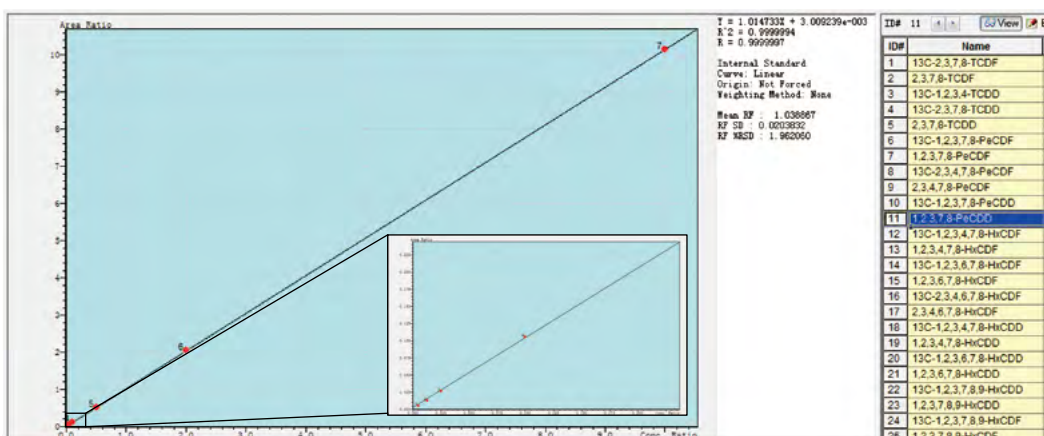 Area Ratio
Y = 1.014733X + 3.009239e-003
R^2 = 0.9999994
R = 0.9999997
Internal Standard
Curve: Linear
Origin: Not Forced
Weighting Method: None
Mean RF : 1.038867
RF SD : 0.0203832
RF %RSD : 1.962060
10
9
8
7
6
5
4
3
2
1
0
7
6
5
0.0
1.0
2.0
3.0
4.0
5.0
6.0
7.0
8.0
9.0
Conc. Ratio
Area Ratio
ID# 11
View
ID# Name
1 13C-2,3,7,8-TCDF
2 2,3,7,8-TCDF
3 13C-1,2,3,4-TCDD
4 13C-2,3,7,8-TCDD
5 2,3,7,8-TCDD
6 13C-1,2,3,7,8-PeCDF
7 1,2,3,7,8-PeCDF
8 13C-2,3,4,7,8-PeCDF
9 2,3,4,7,8-PeCDF
10 13C-1,2,3,7,8-PeCDD
11 1,2,3,7,8-PeCDD
12 13C-1,2,3,4,7,8-HxCDF
13 1,2,3,4,7,8-HxCDF
14 13C-1,2,3,6,7,8-HxCDF
15 1,2,3,6,7,8-HxCDF
16 13C-2,3,4,6,7,8-HxCDF
17 2,3,4,6,7,8-HxCDF
18 13C-1,2,3,4,7,8-HxCDD
19 1,2,3,4,7,8-HxCDD
20 13C-1,2,3,6,7,8-HxCDD
21 1,2,3,6,7,8-HxCDD
22 13C-1,2,3,7,8,9-HxCDD
23 1,2,3,7,8,9-HxCDD
24 13C-1,2,3,7,8,9-HxCDF
25 1,2,3,7,8,9-HxCDF